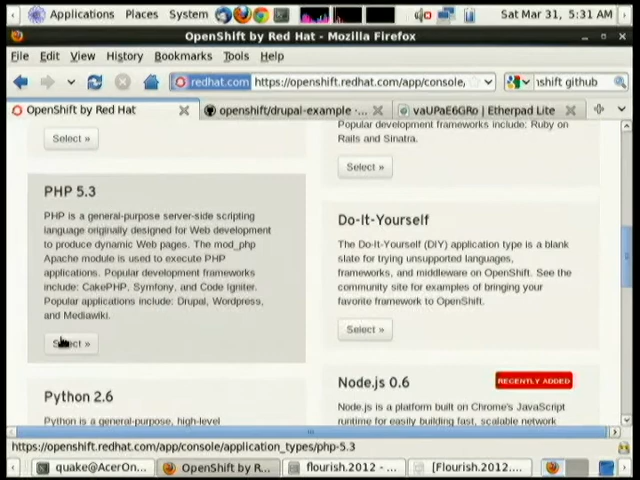 Applications Places System Sat Mar 31, 5:31 AM
OpenShift by Red Hat - Mozilla Firefox
File Edit View History Bookmarks Tools Help
redhat.com https://openshift.redhat.com/app/console, shift github
OpenShift by Red Hat openshift/drupal-example · ... vaUPaE6GRo | Etherpad Lite
Select »
Popular development frameworks include: Ruby on
Rails and Sinatra.
Select »
PHP 5.3
PHP is a general-purpose server-side scripting
language originally designed for Web development
to produce dynamic Web pages. The mod_php
Apache module is used to execute PHP
applications. Popular development frameworks
include: CakePHP, Symfony, and Code Igniter.
Popular applications include: Drupal, Wordpress,
and Mediawiki.
Select »
Do-It-Yourself
The Do-It-Yourself (DIY) application type is a blank
slate for trying unsupported languages,
frameworks, and middleware on OpenShift. See the
community site for examples of bringing your
favorite framework to OpenShift.
Select »
Python 2.6
Python is a general-purpose, high-level
Node.js 0.6
RECENTLY ADDED
Node.js is a platform built on Chrome's JavaScript
runtime for easily building fast, scalable network
https://openshift.redhat.com/app/console/application_types/php-5.3
quake@AcerOn... OpenShift by R... flourish.2012 - ... [Flourish.2012....